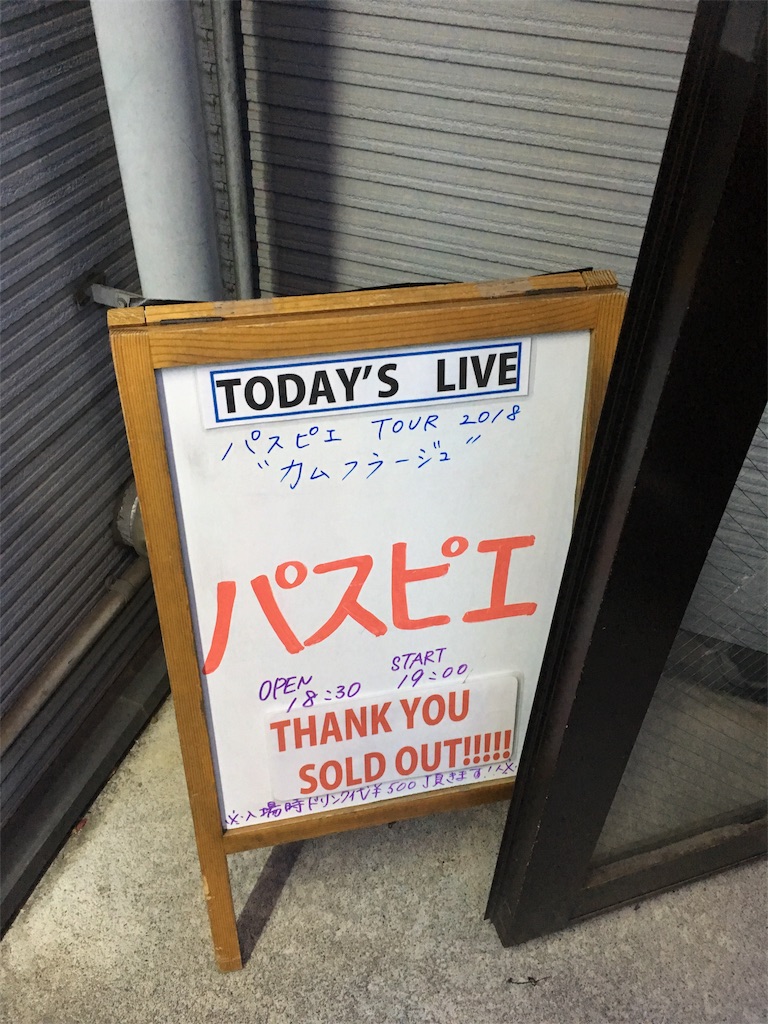 TODAY'S LIVE
パスピエ TOUR 2018
"カムフラージュ"
パスピエ
OPEN START
18:30 19:00
THANK YOU
SOLD OUT!!!!!
※入場時ドリンク代¥500頂きます!※